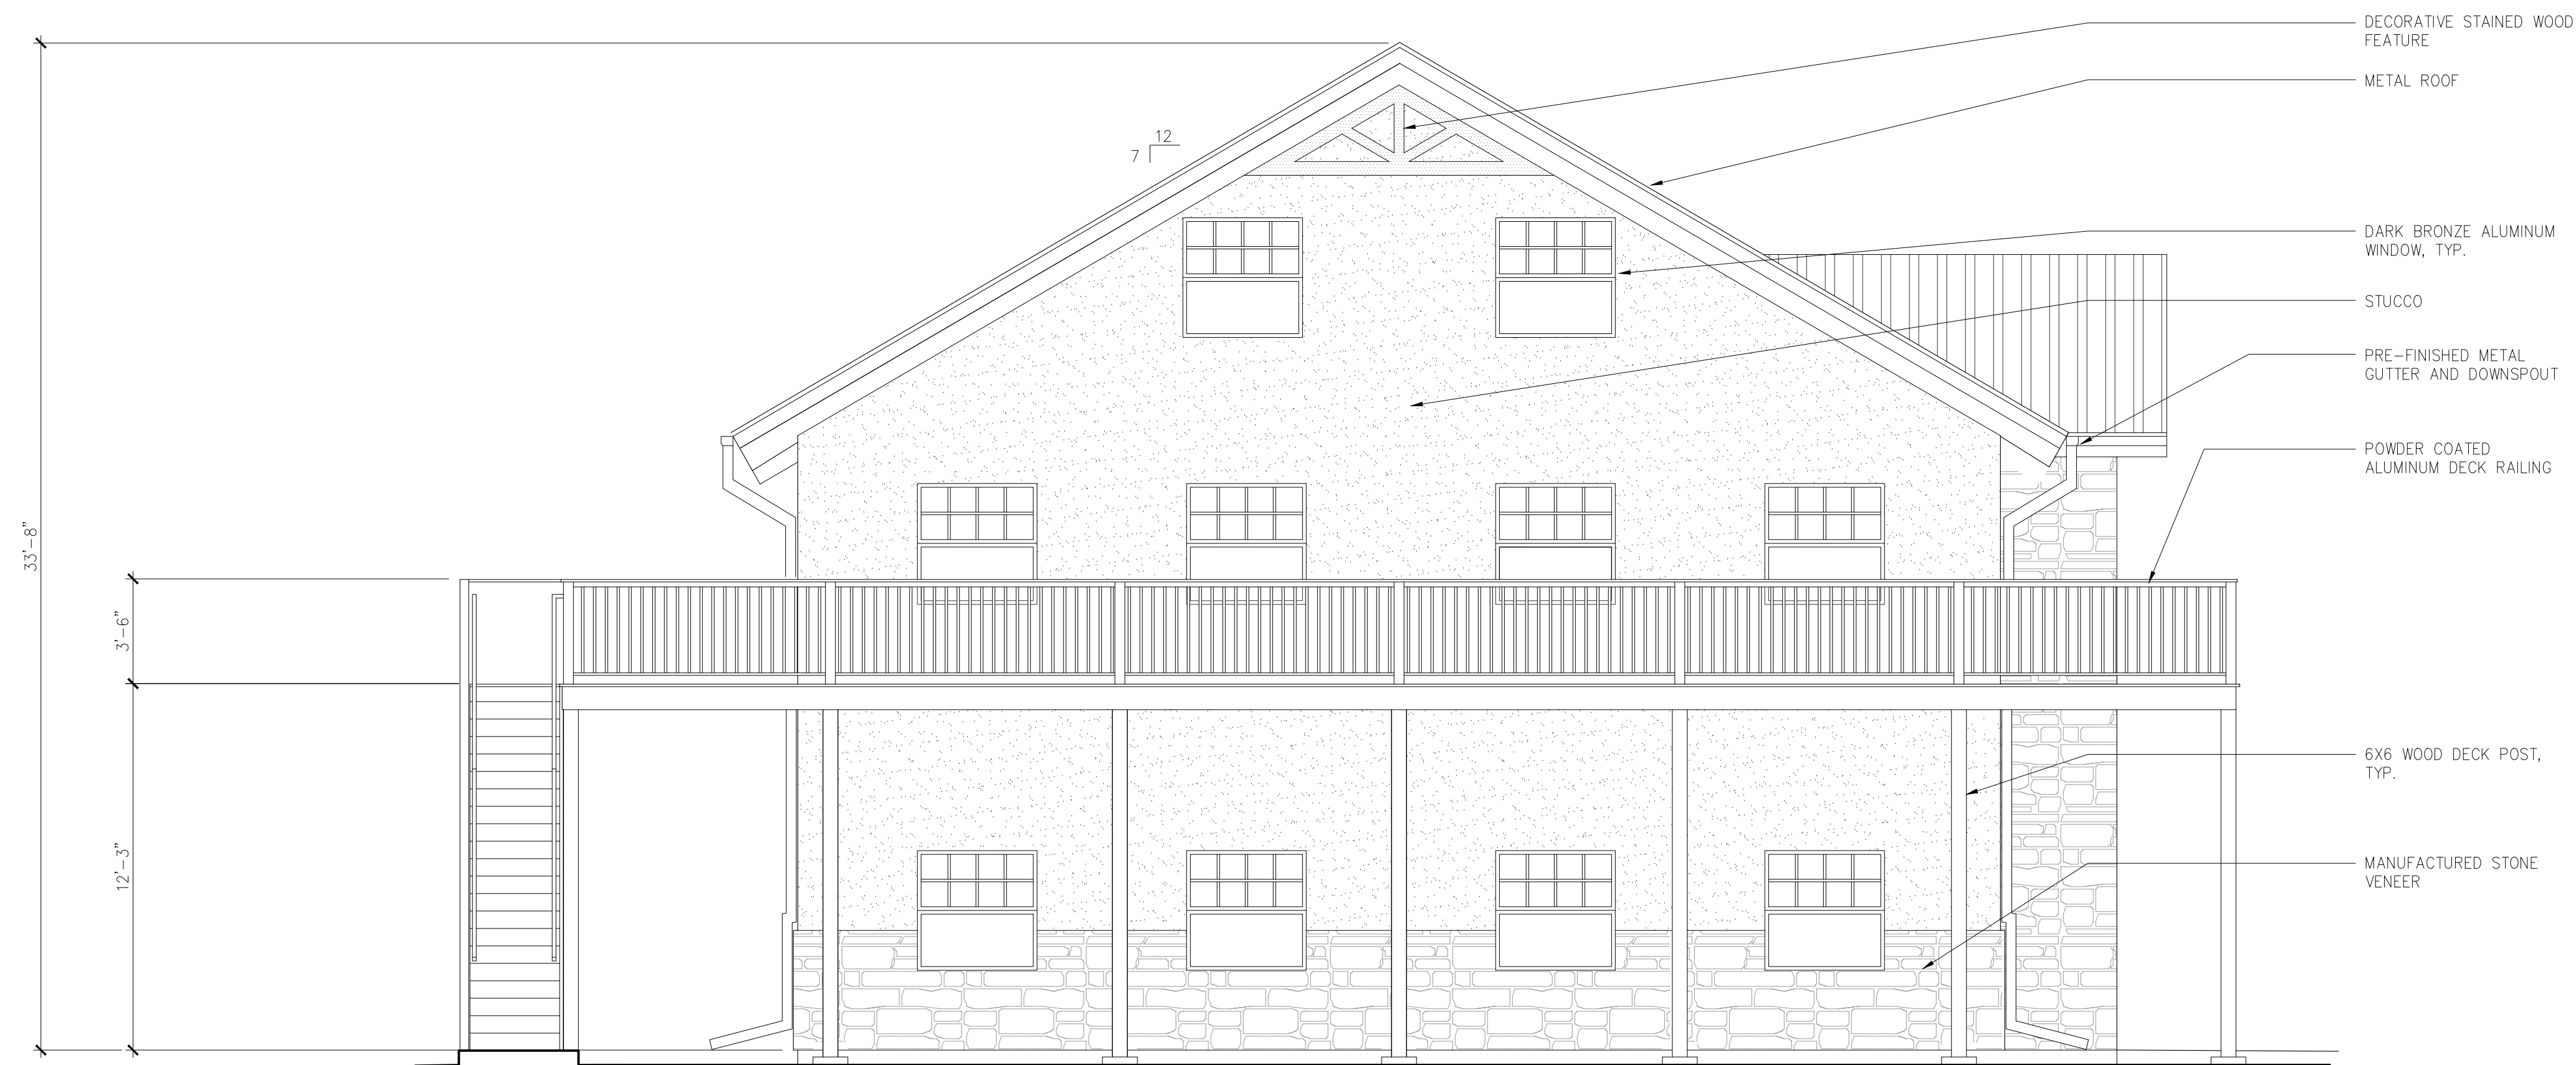 DECORATIVE STAINED WOOD
FEATURE
METAL ROOF
12
7
DARK BRONZE ALUMINUM
WINDOW, TYP.
STUCCO
PRE-FINISHED METAL
GUTTER AND DOWNSPOUT
POWDER COATED
ALUMINUM DECK RAILING
33'-8"
3'-6"
12'-3"
6X6 WOOD DECK POST,
TYP.
MANUFACTURED STONE
VENEER